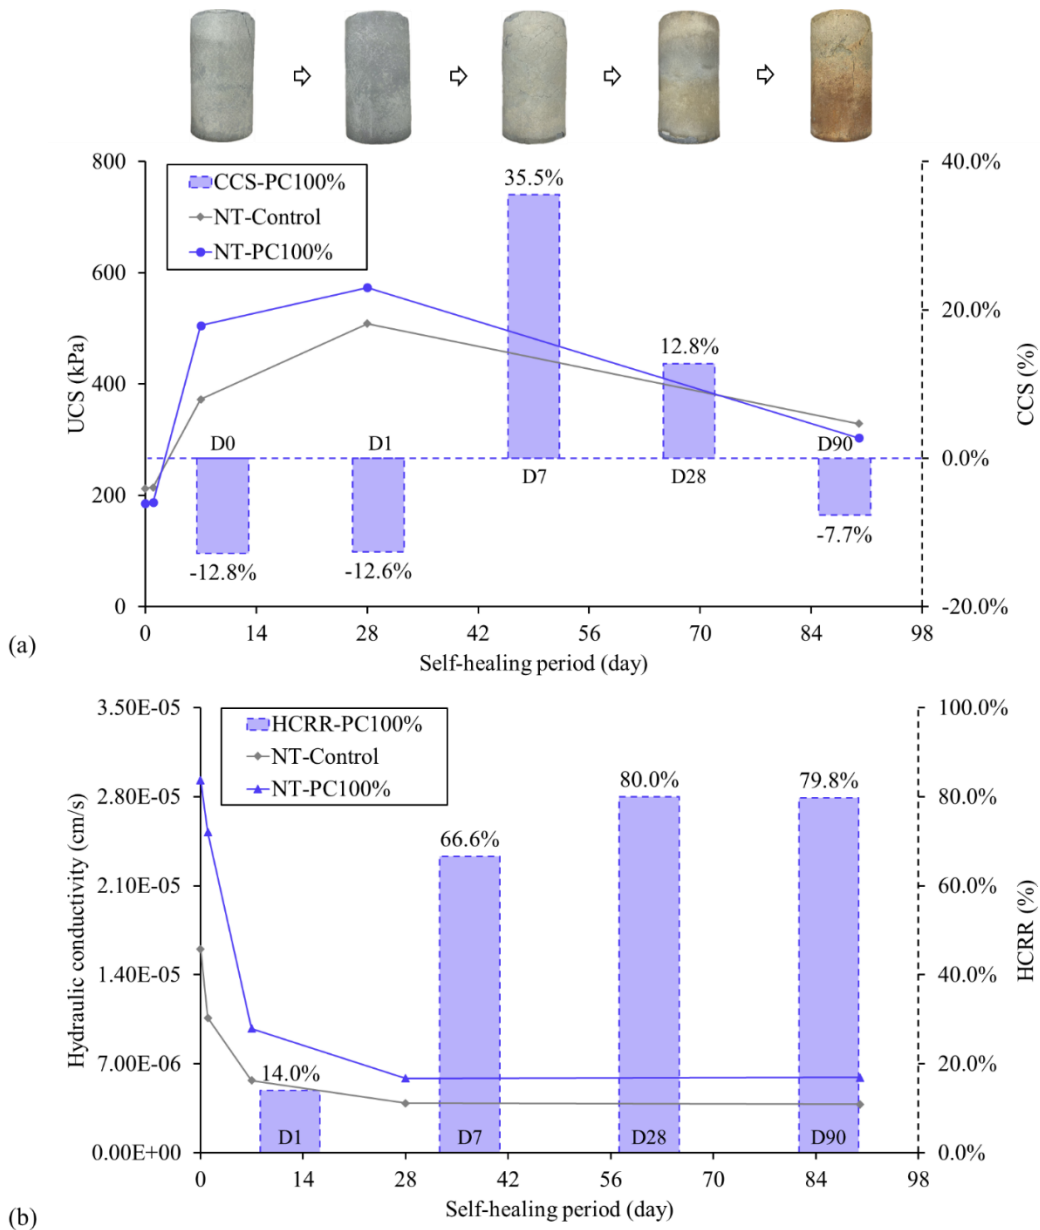 800
600
400
200
0
UCS (kPa)
CCS-PC100%
NT-Control
NT-PC100%
35.5%
12.8%
D0
D1
D7
D28
D90
-12.8%
-12.6%
-7.7%
40.0%
20.0%
0.0%
-20.0%
CCS (%)
0 14 28 42 56 70 84 98
Self-healing period (day)
(a)
3.50E-05
2.80E-05
2.10E-05
1.40E-05
7.00E-06
0.00E+00
Hydraulic conductivity (cm/s)
HCRR-PC100%
NT-Control
NT-PC100%
14.0%
66.6%
80.0%
79.8%
D1
D7
D28
D90
100.0%
80.0%
60.0%
40.0%
20.0%
0.0%
HCRR (%)
0 14 28 42 56 70 84 98
Self-healing period (day)
(b)